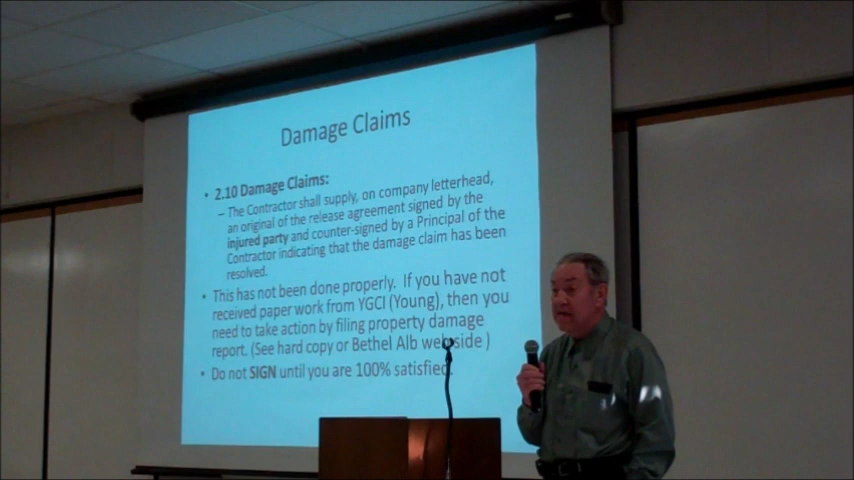 Damage Claims
• 2.10 Damage Claims:
– The Contractor shall supply, on company letterhead,
an original of the release agreement signed by the
injured party and counter-signed by a Principal of the
Contractor indicating that the damage claim has been
resolved.
• This has not been done properly. If you have not
received paper work from YGCI (Young), then you
need to take action by filing property damage
report. (See hard copy or Bethel Alb web side )
• Do not SIGN until you are 100% satisfied.